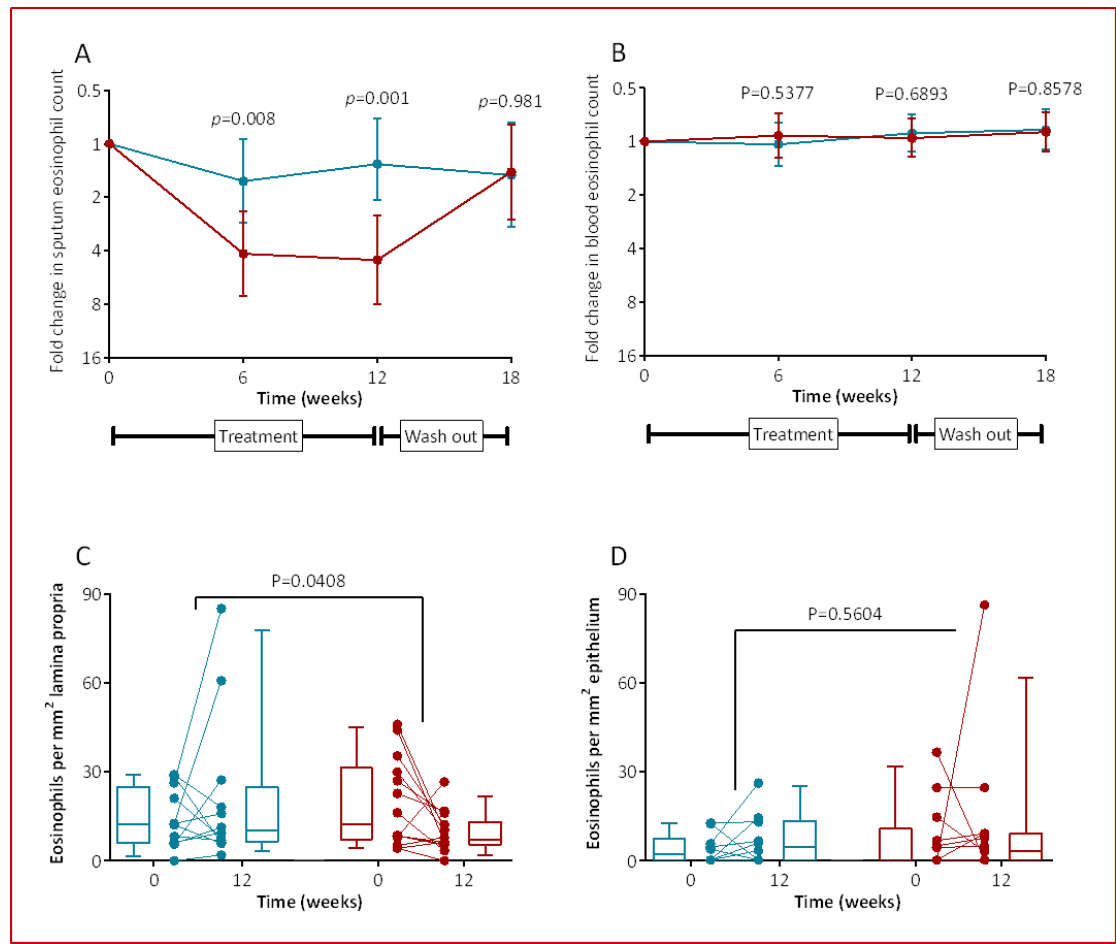 A
Fold change in sputum eosinophil count
0.5
1
2
4
8
16
p=0.008
p=0.001
p=0.981
0
6
12
18
Time (weeks)
Treatment
Wash out
B
Fold change in blood eosinophil count
0.5
1
2
4
8
16
P=0.5377
P=0.6893
P=0.8578
0
6
12
18
Time (weeks)
Treatment
Wash out
C
Eosinophils per mm² lamina propria
90
60
30
0
P=0.0408
0
12
0
12
Time (weeks)
D
Eosinophils per mm² epithelium
90
60
30
0
P=0.5604
0
12
0
12
Time (weeks)